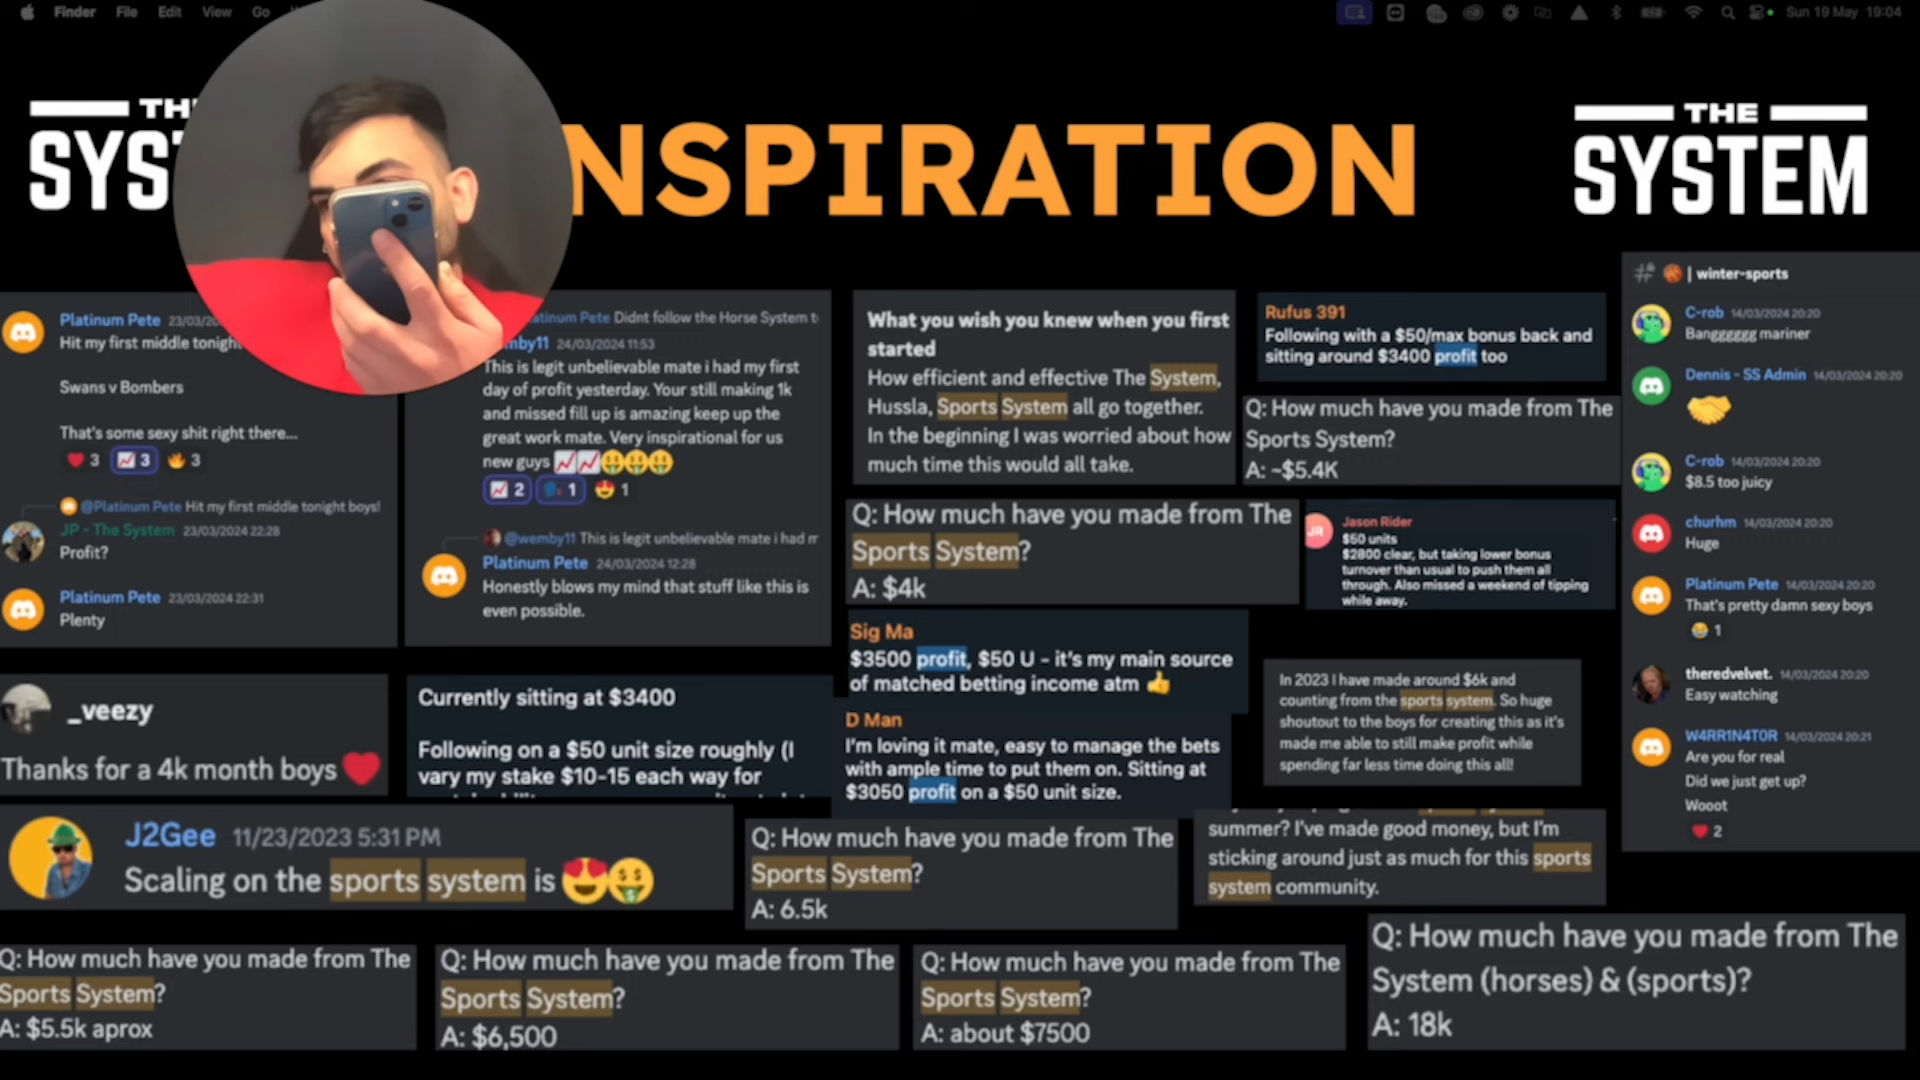 Finder File Edit View Go
Sun 19 May 19:04
THE
SYSTEM
NSPIRATION
THE
SYSTEM
Platinum Pete
Hit my first middle tonight
Swans v Bombers
That's some sexy shit right there...
3 3 3
@Platinum Pete Hit my first middle tonight boys!
JP - The System 23/03/2024 22:28
Profit?
Platinum Pete 23/03/2024 22:31
Plenty
Platinum Pete Didnt follow the Horse System
24/03/2024 11:53
This is legit unbelievable mate i had my first
day of profit yesterday. Your still making 1k
and missed fill up is amazing keep up the
great work mate. Very inspirational for us
new guys
2 1 1
@wemby11 This is legit unbelievable mate i had
Platinum Pete 24/03/2024 12:28
Honestly blows my mind that stuff like this is
even possible.
What you wish you knew when you first
started
How efficient and effective The System,
Hussla, Sports System all go together.
In the beginning I was worried about how
much time this would all take.
Rufus 391
Following with a $50/max bonus back and
sitting around $3400 profit too
Q: How much have you made from The
Sports System?
A: ~$5.4K
Q: How much have you made from The
Sports System?
A: $4k
JR
Jason Rider
$50 units
$2800 clear, but taking lower bonus
turnover than usual to push them all
through. Also missed a weekend of tipping
while away.
Sig Ma
$3500 profit, $50 U - it's my main source
of matched betting income atm
D Man
I'm loving it mate, easy to manage the bets
with ample time to put them on. Sitting at
$3050 profit on a $50 unit size.
In 2023 I have made around $6k and
counting from the sports system. So huge
shoutout to the boys for creating this as it's
made me able to still make profit while
spending far less time doing this all!
# | winter-sports
C-rob 14/03/2024 20:20
Bangggggg mariner
Dennis - SS Admin 14/03/2024 20:20
C-rob 14/03/2024 20:20
$8.5 too juicy
churhm 14/03/2024 20:20
Huge
Platinum Pete 14/03/2024 20:20
That's pretty damn sexy boys
1
theredvelvet. 14/03/2024 20:20
Easy watching
W4RR1N4T0R 14/03/2024 20:21
Are you for real
Did we just get up?
Wooot
2
_veezy
Thanks for a 4k month boys
Currently sitting at $3400
Following on a $50 unit size roughly (I
vary my stake $10-15 each way for
J2Gee 11/23/2023 5:31 PM
Scaling on the sports system is
Q: How much have you made from The
Sports System?
A: 6.5k
summer? I've made good money, but I'm
sticking around just as much for this sports
system community.
Q: How much have you made from The
Sports System?
A: $5.5k aprox
Q: How much have you made from The
Sports System?
A: $6,500
Q: How much have you made from The
Sports System?
A: about $7500
Q: How much have you made from The
System (horses) & (sports)?
A: 18k